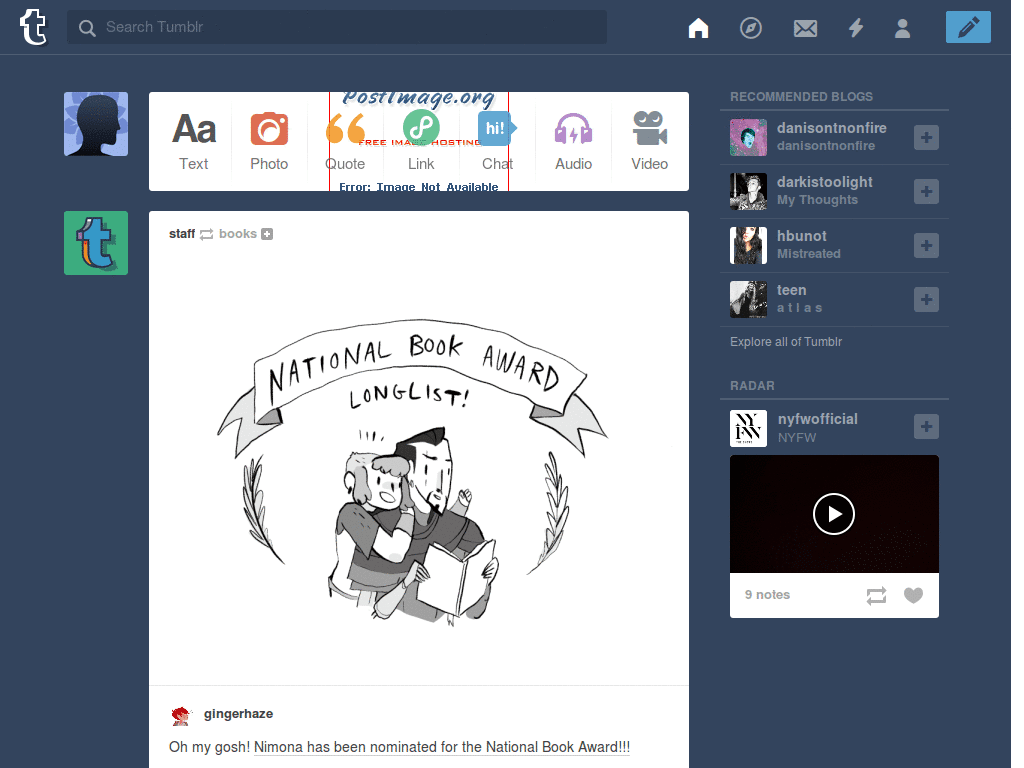 t
Search Tumblr
PostImage.org
Aa
hi!
FREE IMAGE HOSTING
Text
Photo
Quote
Link
Chat
Audio
Video
Error: Image Not Available
t
staff books
NATIONAL BOOK AWARD
LONGLIST!
gingerhaze
Oh my gosh! Nimona has been nominated for the National Book Award!!!
RECOMMENDED BLOGS
danisontnonfire
danisontnonfire
darkistoolight
My Thoughts
hbunot
Mistreated
teen
a t l a s
Explore all of Tumblr
RADAR
NY
FW
nyfwofficial
NYFW
9 notes